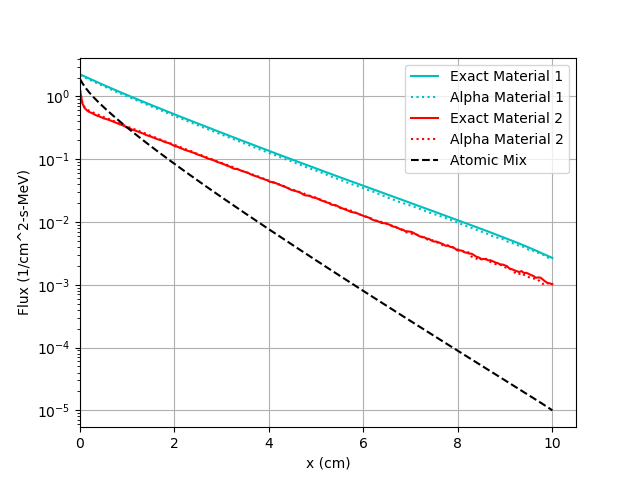 Exact Material 1
Alpha Material 1
Exact Material 2
Alpha Material 2
Atomic Mix
10^0
10^−1
10^−2
10^−3
10^−4
10^−5
Flux (1/cm^2-s-MeV)
0 2 4 6 8 10
x (cm)